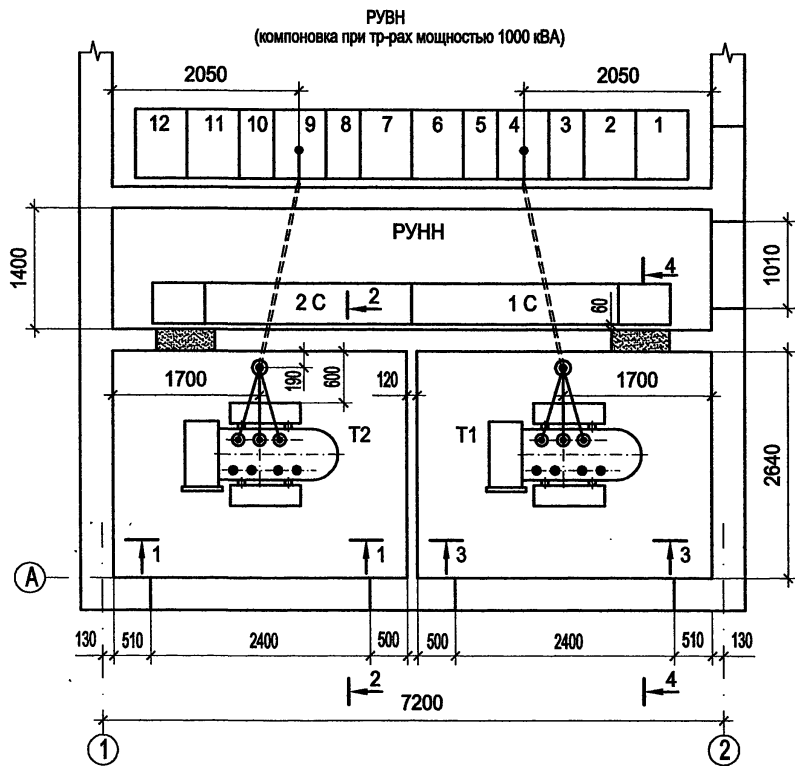 РУВН
(компоновка при тр-рах мощностью 1000 кВА)
2050 2050
12 11 10 9 8 7 6 5 4 3 2 1
РУНН
1400
1010
4
2 С 2 1 С 60
1700 190 600 120 1700
Т2 Т1
2640
1 1 3 3
А
130 510 2400 500 500 2400 510 130
2 4
7200
1 2